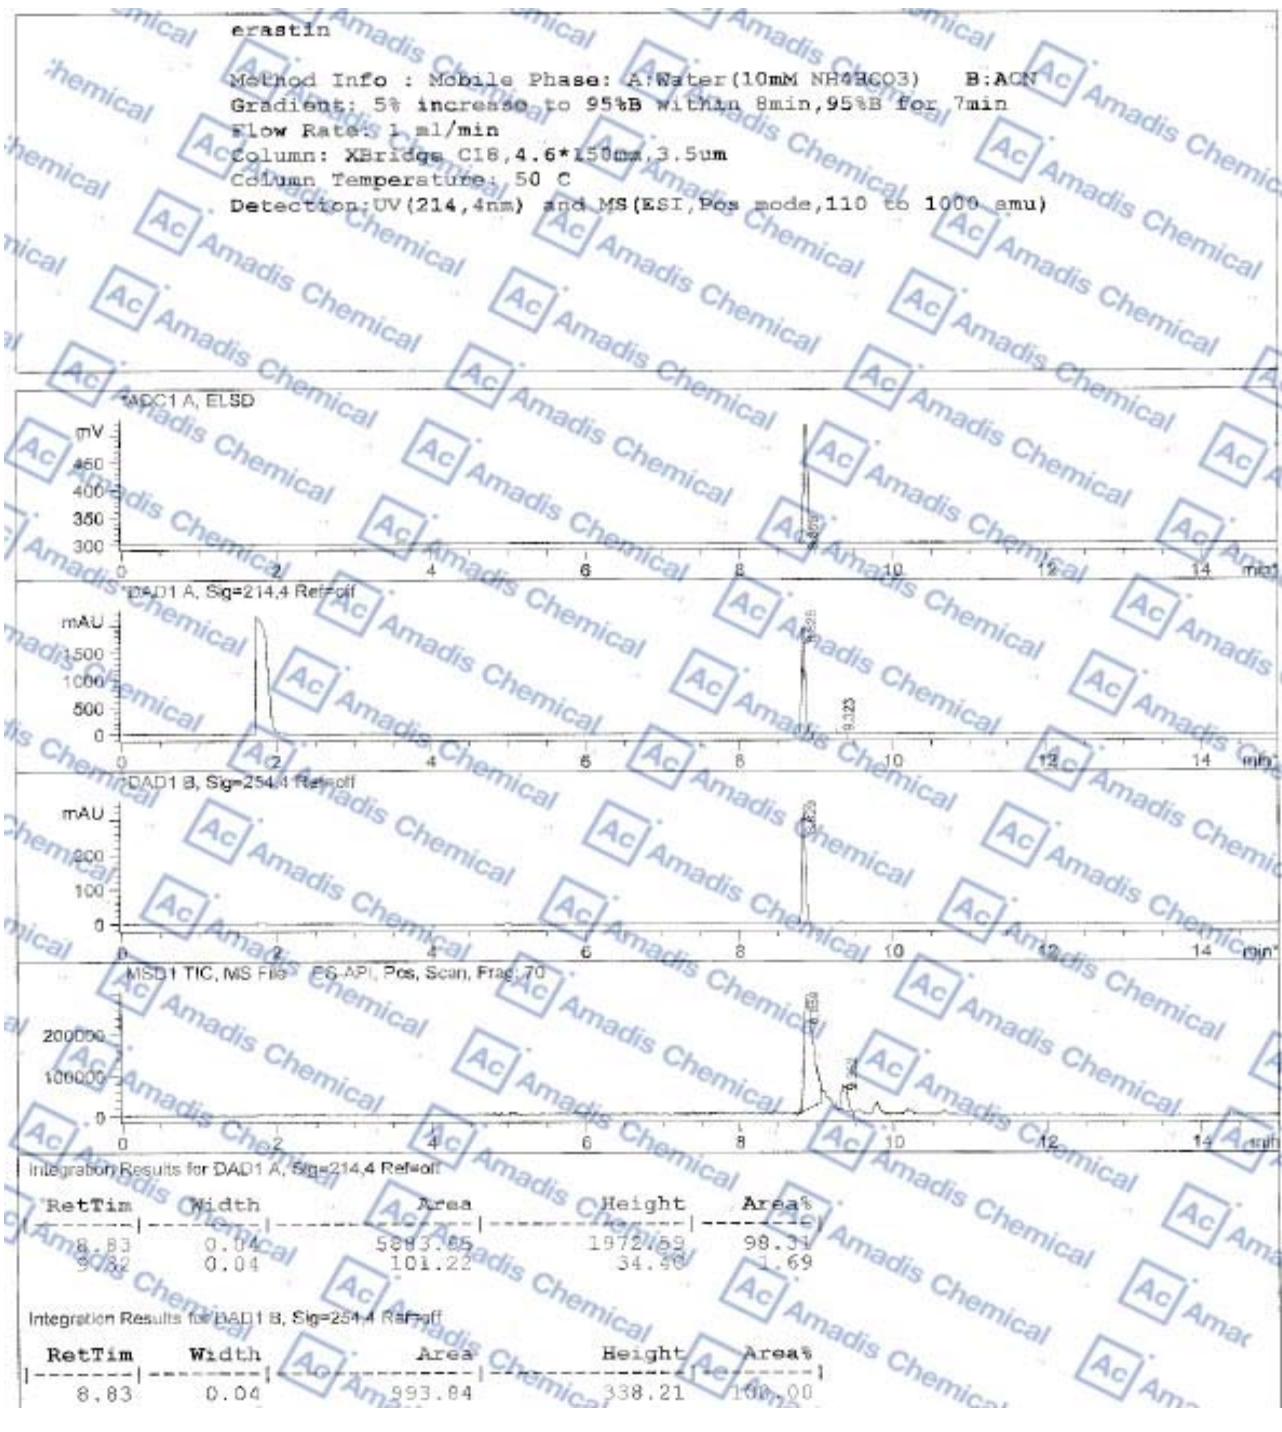 erastin
Method Info : Mobile Phase: A:Water(10mM NH4HCO3) B:ACN
Gradient: 5% increase to 95%B within 8min,95%B for 7min
Flow Rate: 1 ml/min
Column: XBridge C18,4.6*150mm,3.5um
Column Temperature: 50 C
Detection:UV(214,4nm) and MS(ESI,Pos mode,110 to 1000 amu)
*ADC1 A, ELSD
mV
450
400
350
300
0 2 4 6 8 10 12 14 min
*DAD1 A, Sig=214,4 Ref=off
mAU
1500
1000
500
0
8.828
9.323
0 2 4 6 8 10 12 14 min
*DAD1 B, Sig=254,4 Ref=off
mAU
200
100
0
8.829
0 2 4 6 8 10 12 14 min
MSD1 TIC, MS File ES-API, Pos, Scan, Frag: 70
200000
100000
0
0 2 4 6 8 10 12 14 min
Integration Results for DAD1 A, Sig=214,4 Ref=off
RetTim Width Area Height Area%
8.83 0.04 1972.59 98.31
9.32 0.04 101.22 34.40 1.69
Integration Results for DAD1 B, Sig=254,4 Ref=off
RetTim Width Area Height Area%
8.83 0.04 993.84 338.21 100.00
Ac Amadis Chemical